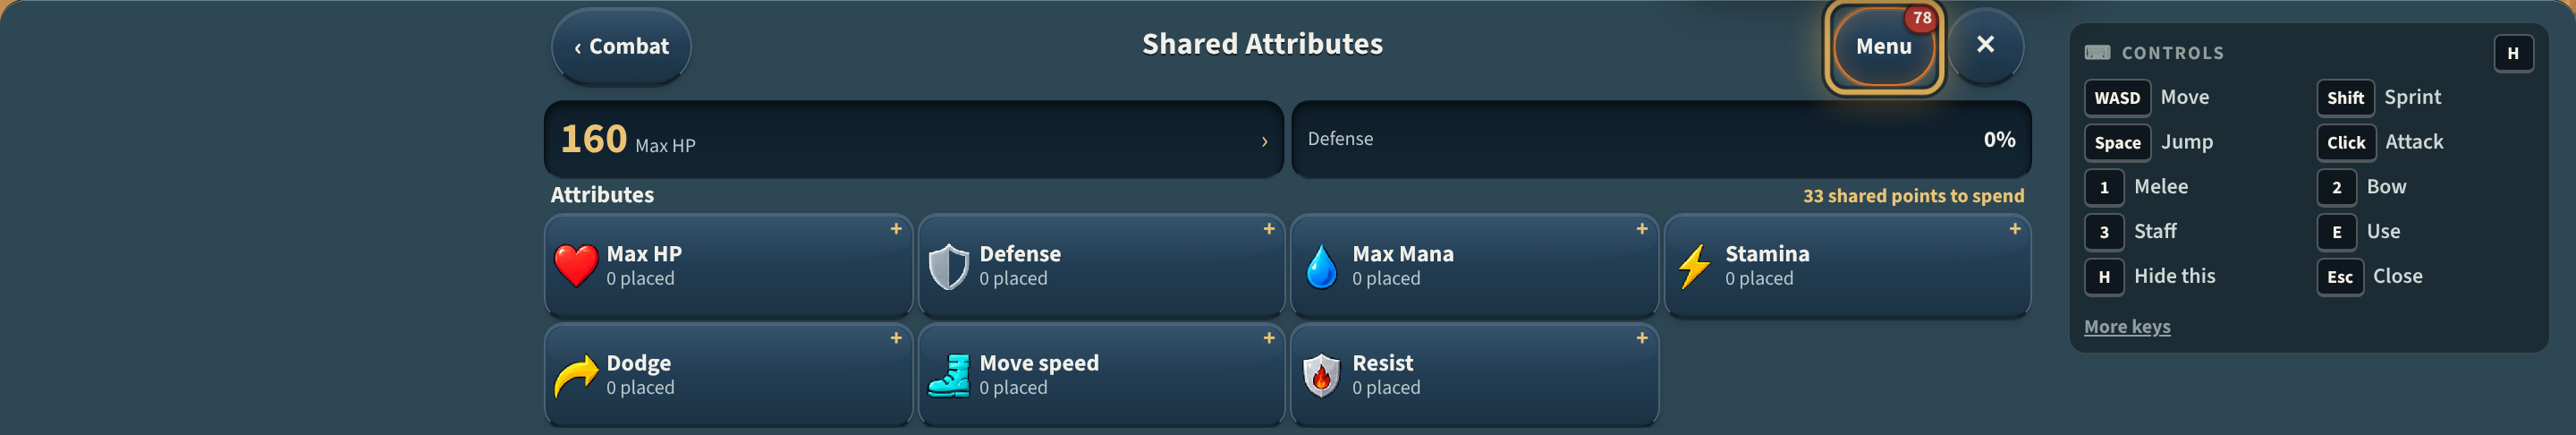 ‹ Combat
Shared Attributes
Menu
78
✕
160 Max HP ›
Defense 0%
Attributes
33 shared points to spend
Max HP +
0 placed
Defense +
0 placed
Max Mana +
0 placed
Stamina +
0 placed
Dodge +
0 placed
Move speed +
0 placed
Resist +
0 placed
CONTROLS H
WASD Move Shift Sprint
Space Jump Click Attack
1 Melee 2 Bow
3 Staff E Use
H Hide this Esc Close
More keys